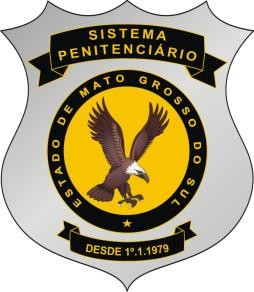 SISTEMA
PENITENCIÁRIO
ESTADO DE MATO GROSSO DO SUL
DESDE 1º.1.1979